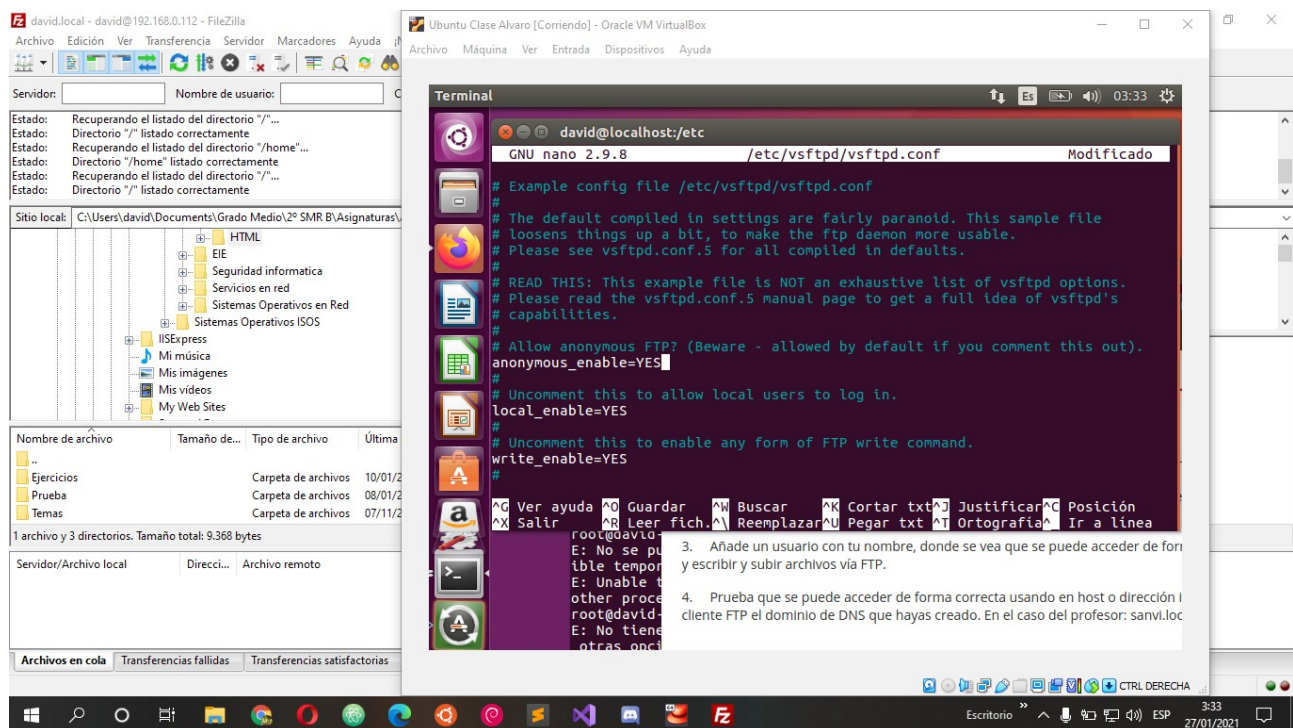 david.local - david@192.168.0.112 - FileZilla
Archivo Edición Ver Transferencia Servidor Marcadores Ayuda
Servidor: Nombre de usuario: C
Estado: Recuperando el listado del directorio "/"...
Estado: Directorio "/" listado correctamente
Estado: Recuperando el listado del directorio "/home"...
Estado: Directorio "/home" listado correctamente
Estado: Recuperando el listado del directorio "/"...
Estado: Directorio "/" listado correctamente
Sitio local: C:\Users\david\Documents\Grado Medio\2º SMR B\Asignaturas\
HTML
EIE
Seguridad informatica
Servicios en red
Sistemas Operativos en Red
Sistemas Operativos ISOS
IISExpress
Mi música
Mis imágenes
Mis vídeos
My Web Sites
Nombre de archivo Tamaño de... Tipo de archivo Última
..
Ejercicios Carpeta de archivos 10/01/2
Prueba Carpeta de archivos 08/01/2
Temas Carpeta de archivos 07/11/2
1 archivo y 3 directorios. Tamaño total: 9.368 bytes
Servidor/Archivo local Direcci... Archivo remoto
Archivos en cola Transferencias fallidas Transferencias satisfactorias
Ubuntu Clase Alvaro [Corriendo] - Oracle VM VirtualBox
Archivo Máquina Ver Entrada Dispositivos Ayuda
Terminal Es 03:33
david@localhost:/etc
GNU nano 2.9.8 /etc/vsftpd/vsftpd.conf Modificado
# Example config file /etc/vsftpd/vsftpd.conf
#
# The default compiled in settings are fairly paranoid. This sample file
# loosens things up a bit, to make the ftp daemon more usable.
# Please see vsftpd.conf.5 for all compiled in defaults.
#
# READ THIS: This example file is NOT an exhaustive list of vsftpd options.
# Please read the vsftpd.conf.5 manual page to get a full idea of vsftpd's
# capabilities.
#
# Allow anonymous FTP? (Beware - allowed by default if you comment this out).
anonymous_enable=YES
#
# Uncomment this to allow local users to log in.
local_enable=YES
#
# Uncomment this to enable any form of FTP write command.
write_enable=YES
#
^G Ver ayuda ^O Guardar ^W Buscar ^K Cortar txt ^J Justificar ^C Posición
^X Salir ^R Leer fich. ^\ Reemplazar ^U Pegar txt ^T Ortografía ^_ Ir a línea
root@david-
E: No se pu
ible tempor
E: Unable t
other proce
root@david-
E: No tiene
otras opci
3. Añade un usuario con tu nombre, donde se vea que se puede acceder de for
y escribir y subir archivos vía FTP.
4. Prueba que se puede acceder de forma correcta usando en host o dirección i
cliente FTP el dominio de DNS que hayas creado. En el caso del profesor: sanvi.loc
CTRL DERECHA
Escritorio ESP 3:33
27/01/2021